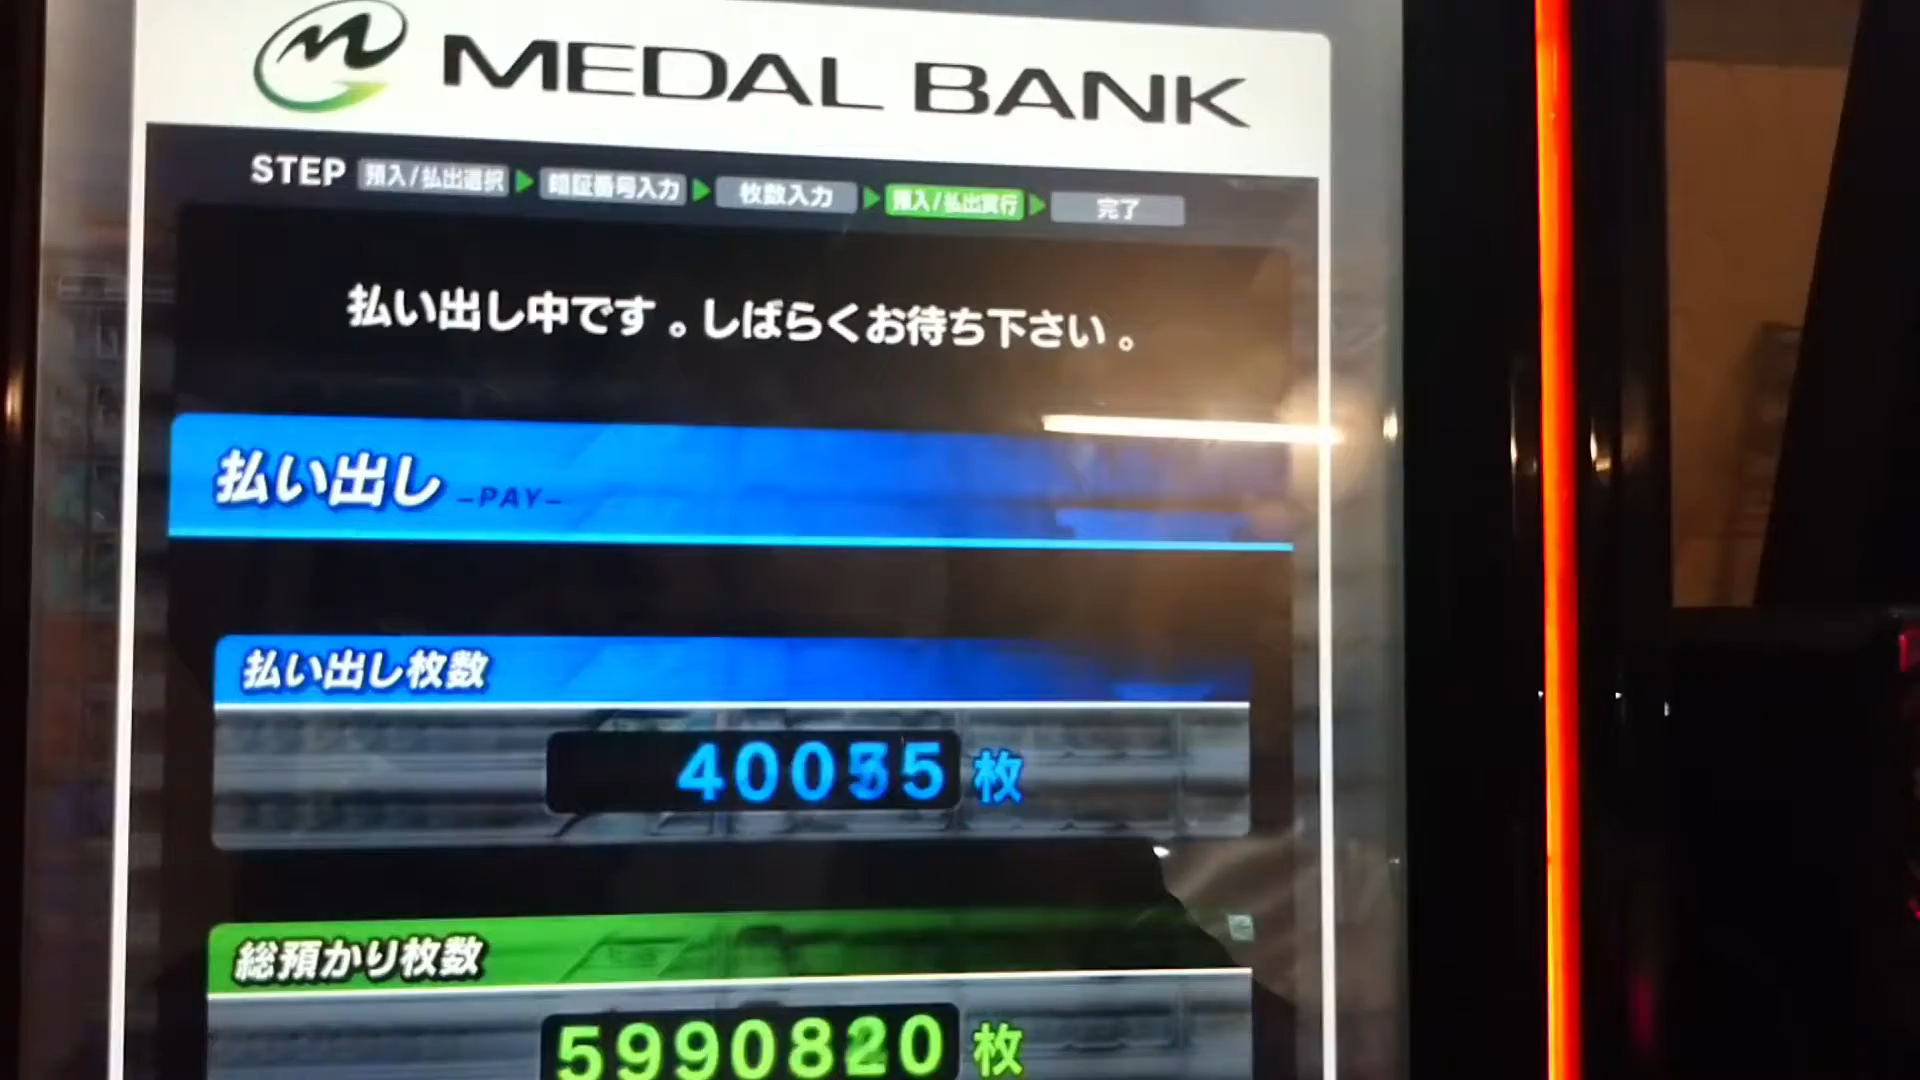 MEDAL BANK
STEP 預入/払出選択 暗証番号入力 枚数入力 預入/払出実行 完了
払い出し中です。しばらくお待ち下さい。
払い出し -PAY-
払い出し枚数
枚
総預かり枚数
枚